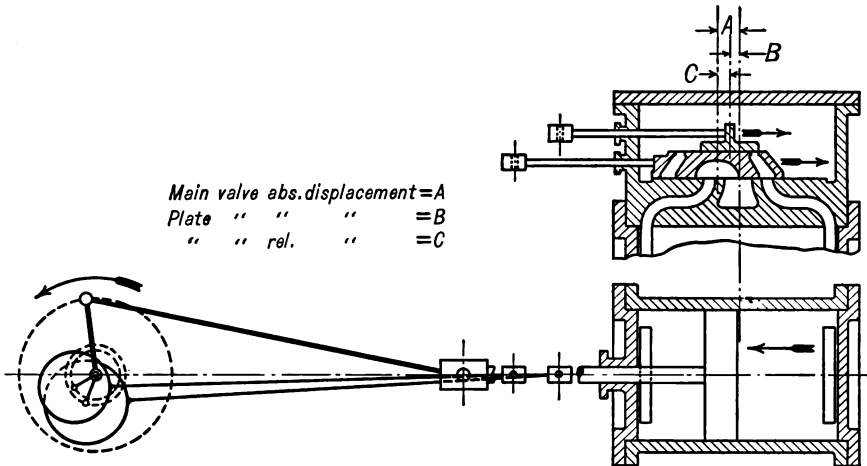 A
B
C
Main valve abs. displacement = A
Plate " " " = B
" " rel. " = C